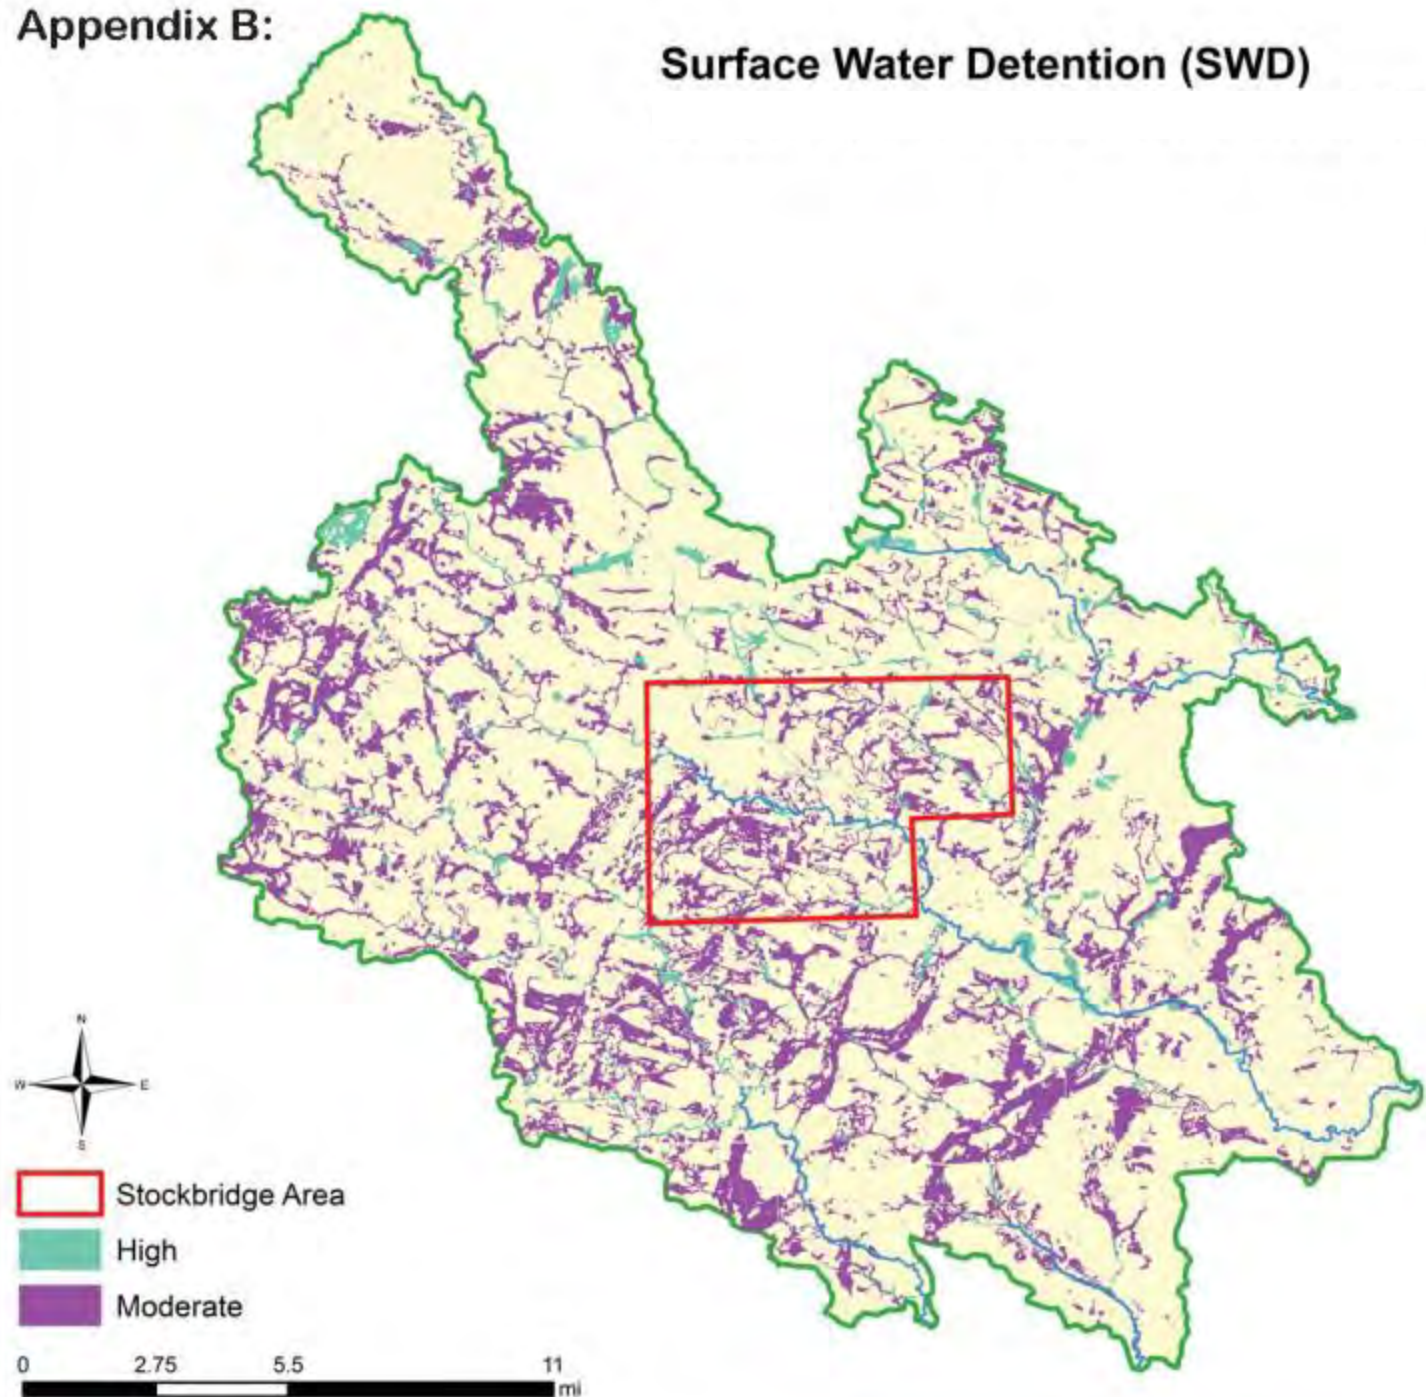 Appendix B:
Surface Water Detention (SWD)
N
W E
S
Stockbridge Area
High
Moderate
0 2.75 5.5 11
mi